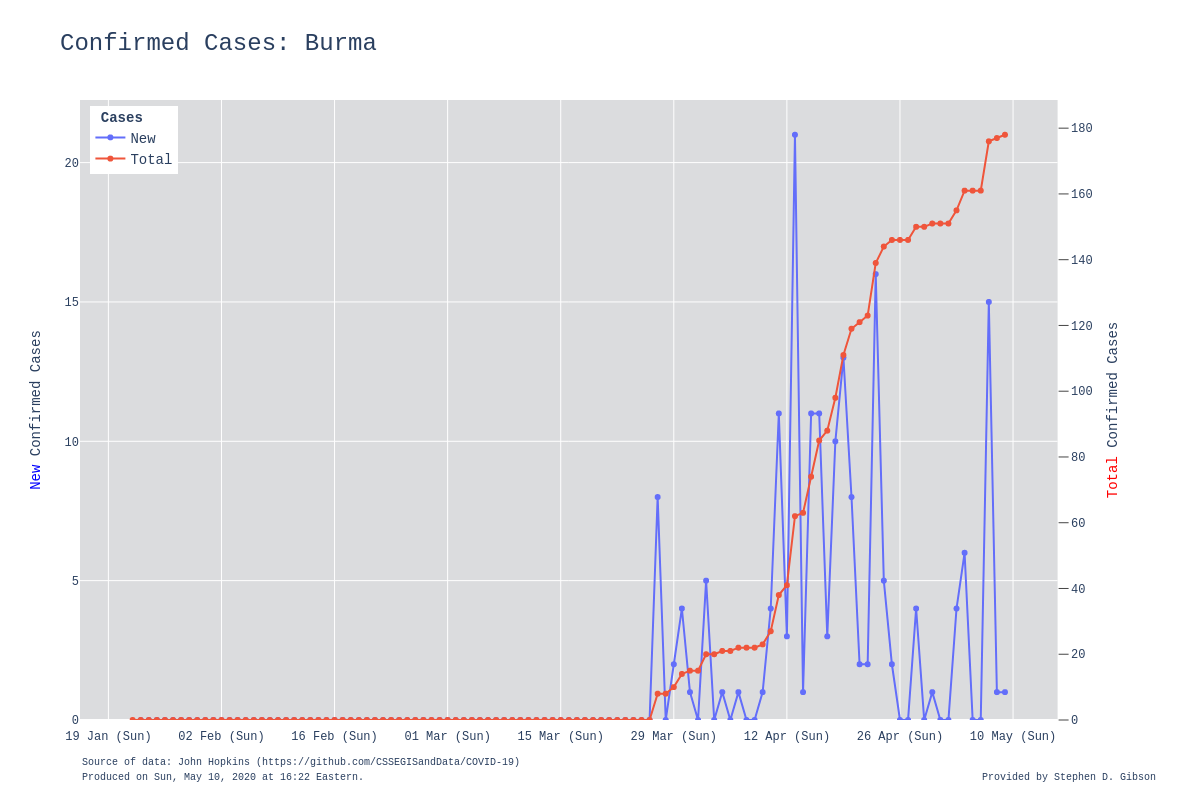 Confirmed Cases: Burma
Cases
New
Total
20
15
10
5
0
180
160
140
120
100
80
60
40
20
0
New Confirmed Cases
Total Confirmed Cases
19 Jan (Sun) 02 Feb (Sun) 16 Feb (Sun) 01 Mar (Sun) 15 Mar (Sun) 29 Mar (Sun) 12 Apr (Sun) 26 Apr (Sun) 10 May (Sun)
Source of data: John Hopkins (https://github.com/CSSEGISandData/COVID-19)
Produced on Sun, May 10, 2020 at 16:22 Eastern.
Provided by Stephen D. Gibson